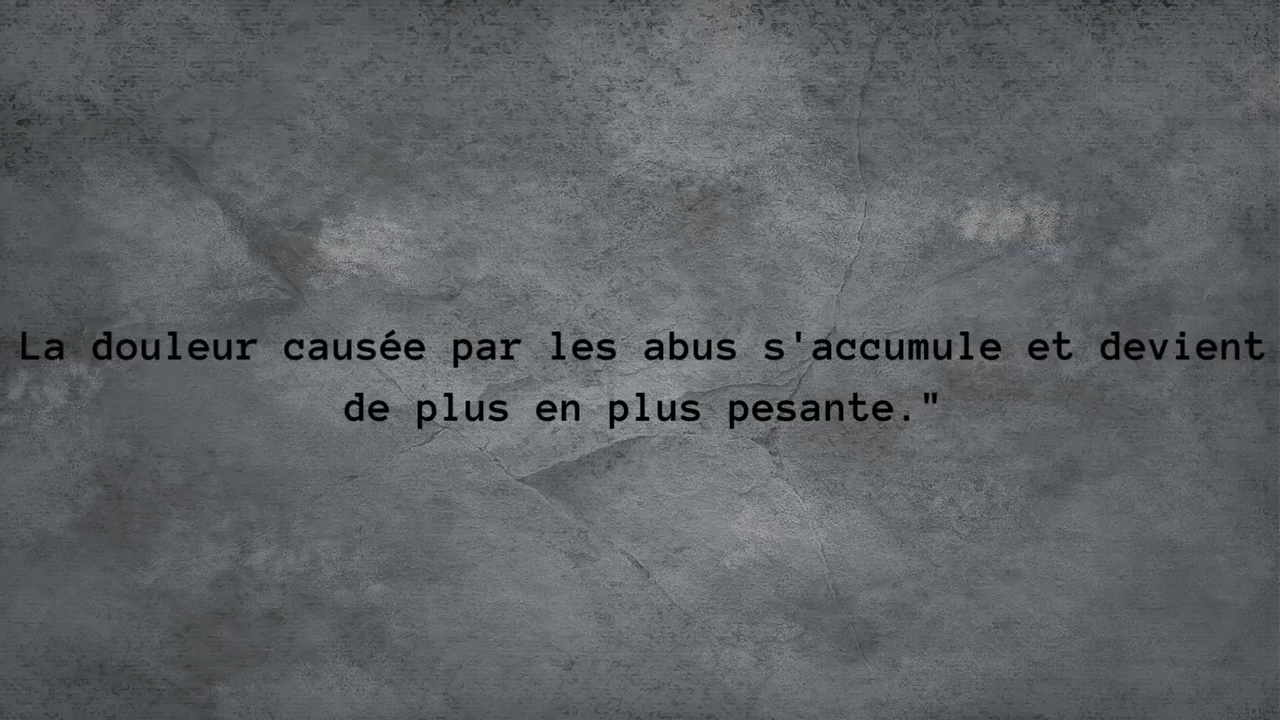 La douleur causée par les abus s'accumule et devient
de plus en plus pesante."